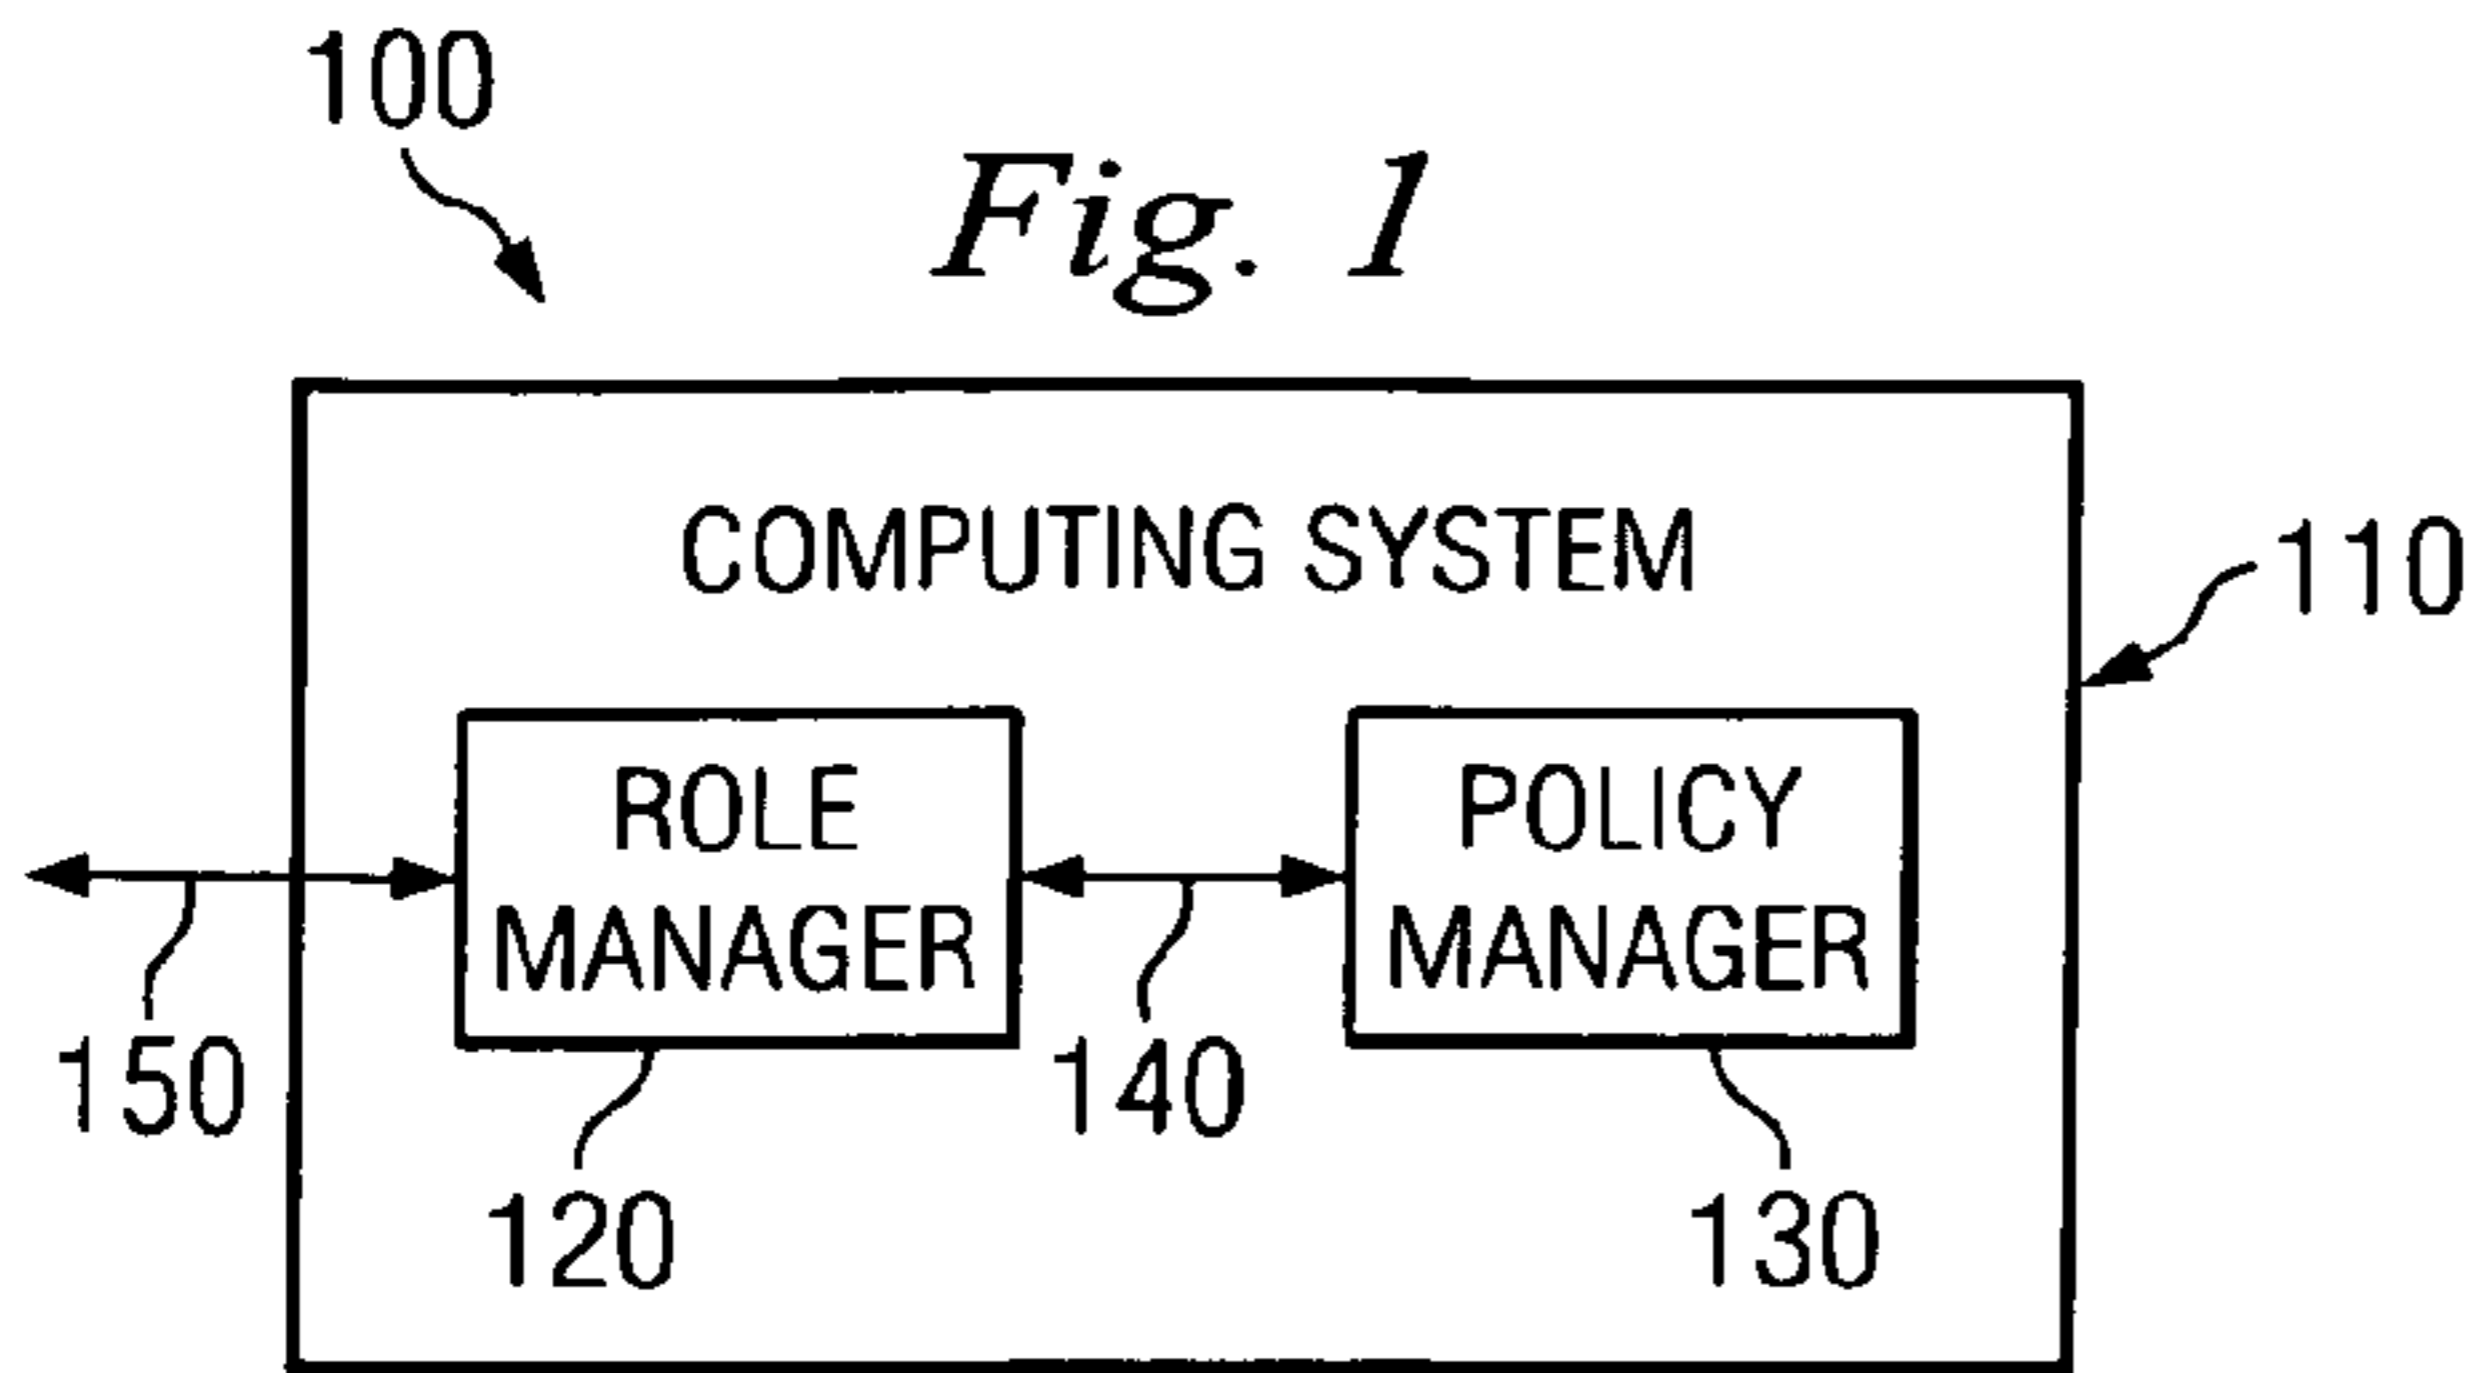 100
Fig. 1
COMPUTING SYSTEM
110
ROLE
MANAGER
POLICY
MANAGER
150
140
120
130